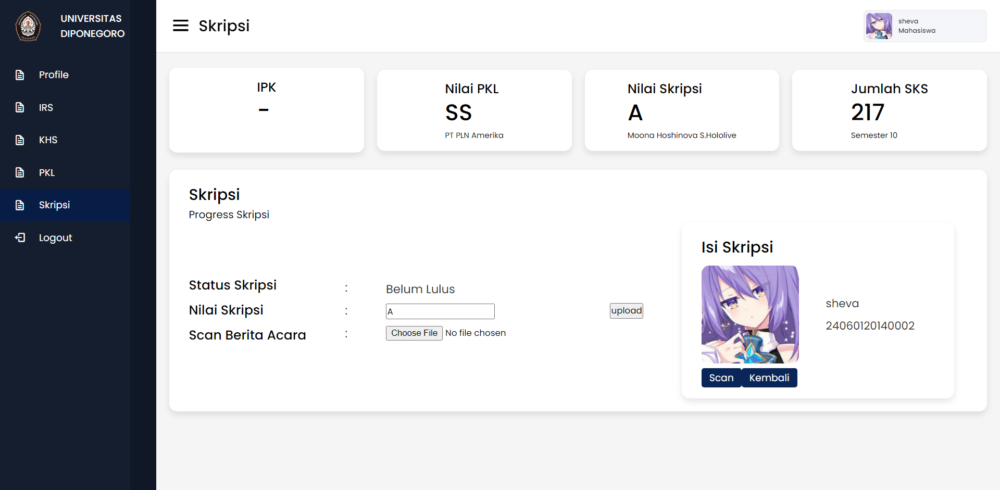 UNIVERSITAS
DIPONEGORO
Profile
IRS
KHS
PKL
Skripsi
Logout
Skripsi
sheva
Mahasiswa
IPK
-
Nilai PKL
SS
PT PLN Amerika
Nilai Skripsi
A
Moona Hoshinova S.Hololive
Jumlah SKS
217
Semester 10
Skripsi
Progress Skripsi
Status Skripsi : Belum Lulus
Nilai Skripsi : A upload
Scan Berita Acara : Choose File No file chosen
Isi Skripsi
sheva
24060120140002
Scan Kembali